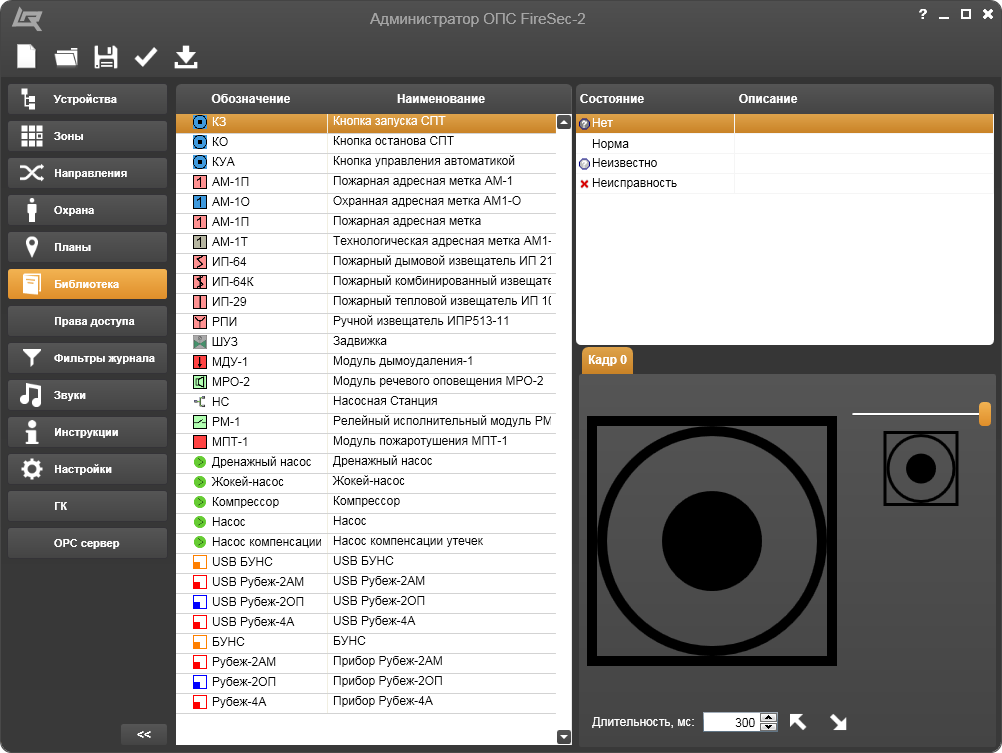 Администратор ОПС FireSec-2
Устройства
Зоны
Направления
Охрана
Планы
Библиотека
Права доступа
Фильтры журнала
Звуки
Инструкции
Настройки
ГК
OPC сервер
<<
Обозначение Наименование
КЗ Кнопка запуска СПТ
КО Кнопка останова СПТ
КУА Кнопка управления автоматикой
АМ-1П Пожарная адресная метка АМ-1
АМ-1О Охранная адресная метка АМ1-О
АМ-1П Пожарная адресная метка
АМ-1Т Технологическая адресная метка АМ1-
ИП-64 Пожарный дымовой извещатель ИП 21
ИП-64К Пожарный комбинированный извещате
ИП-29 Пожарный тепловой извещатель ИП 10
РПИ Ручной извещатель ИПР513-11
ШУЗ Задвижка
МДУ-1 Модуль дымоудаления-1
МРО-2 Модуль речевого оповещения МРО-2
НС Насосная Станция
РМ-1 Релейный исполнительный модуль РМ
МПТ-1 Модуль пожаротушения МПТ-1
Дренажный насос Дренажный насос
Жокей-насос Жокей-насос
Компрессор Компрессор
Насос Насос
Насос компенсации Насос компенсации утечек
USB БУНС USB БУНС
USB Рубеж-2АМ USB Рубеж-2АМ
USB Рубеж-2ОП USB Рубеж-2ОП
USB Рубеж-4А USB Рубеж-4А
БУНС БУНС
Рубеж-2АМ Прибор Рубеж-2АМ
Рубеж-2ОП Прибор Рубеж-2ОП
Рубеж-4А Прибор Рубеж-4А
Состояние Описание
Нет
Норма
Неизвестно
Неисправность
Кадр 0
Длительность, мс: 300